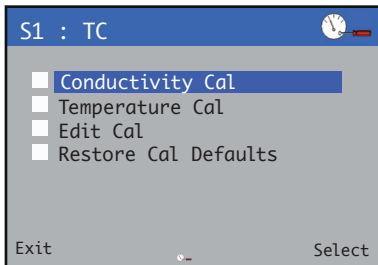 S1 : TC
Conductivity Cal
Temperature Cal
Edit Cal
Restore Cal Defaults
Exit Select